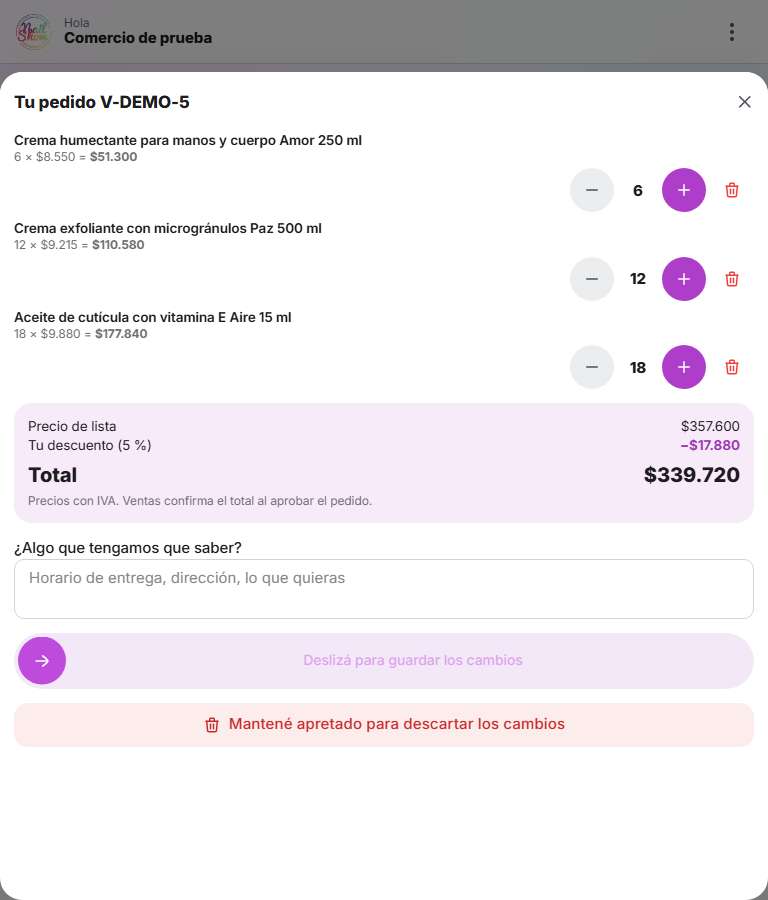 Nail Show
Hola
Comercio de prueba
Tu pedido V-DEMO-5
Crema humectante para manos y cuerpo Amor 250 ml
6 × $8.550 = $51.300
6
Crema exfoliante con microgránulos Paz 500 ml
12 × $9.215 = $110.580
12
Aceite de cutícula con vitamina E Aire 15 ml
18 × $9.880 = $177.840
18
Precio de lista $357.600
Tu descuento (5 %) −$17.880
Total $339.720
Precios con IVA. Ventas confirma el total al aprobar el pedido.
¿Algo que tengamos que saber?
Horario de entrega, dirección, lo que quieras
Deslizá para guardar los cambios
Mantené apretado para descartar los cambios